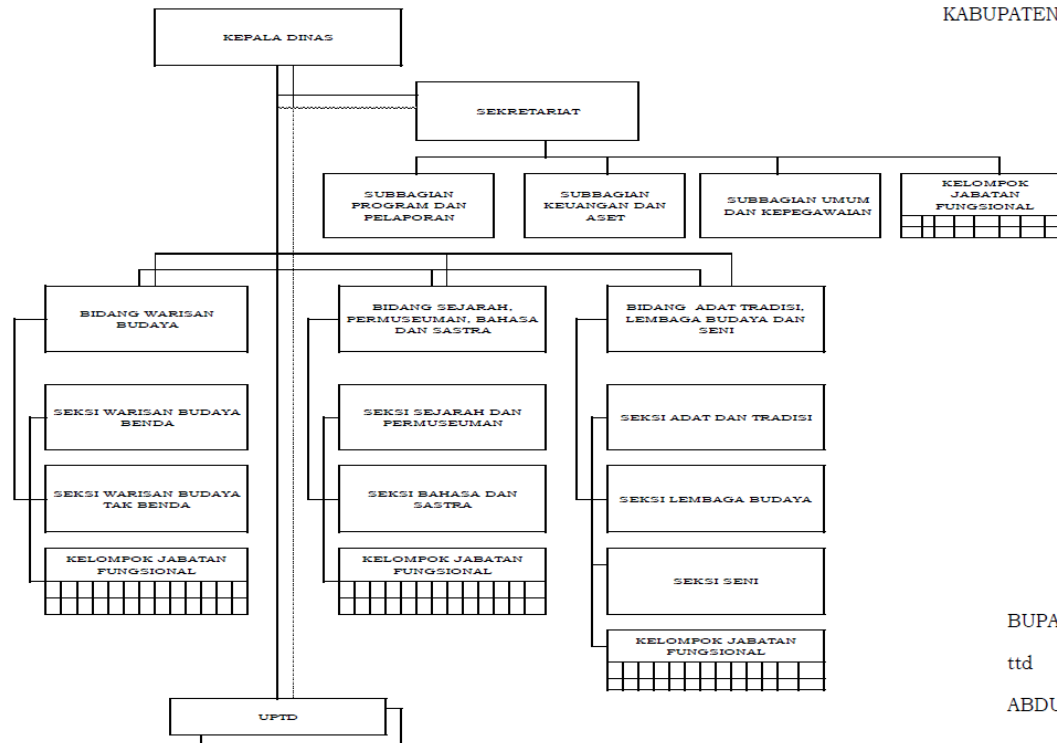 KABUPATEN
KEPALA DINAS
SEKRETARIAT
SUBBAGIAN
PROGRAM DAN
PELAPORAN
SUBBAGIAN
KEUANGAN DAN
ASET
SUBBAGIAN UMUM
DAN KEPEGAWAIAN
KELOMPOK
JABATAN
FUNGSIONAL
BIDANG WARISAN
BUDAYA
BIDANG SEJARAH,
PERMUSEUMAN, BAHASA
DAN SASTRA
BIDANG ADAT TRADISI,
LEMBAGA BUDAYA DAN
SENI
SEKSI WARISAN BUDAYA
BENDA
SEKSI SEJARAH DAN
PERMUSEUMAN
SEKSI ADAT DAN TRADISI
SEKSI WARISAN BUDAYA
TAK BENDA
SEKSI BAHASA DAN
SASTRA
SEKSI LEMBAGA BUDAYA
KELOMPOK JABATAN
FUNGSIONAL
KELOMPOK JABATAN
FUNGSIONAL
SEKSI SENI
KELOMPOK JABATAN
FUNGSIONAL
UPTD
BUPA
ttd
ABDU